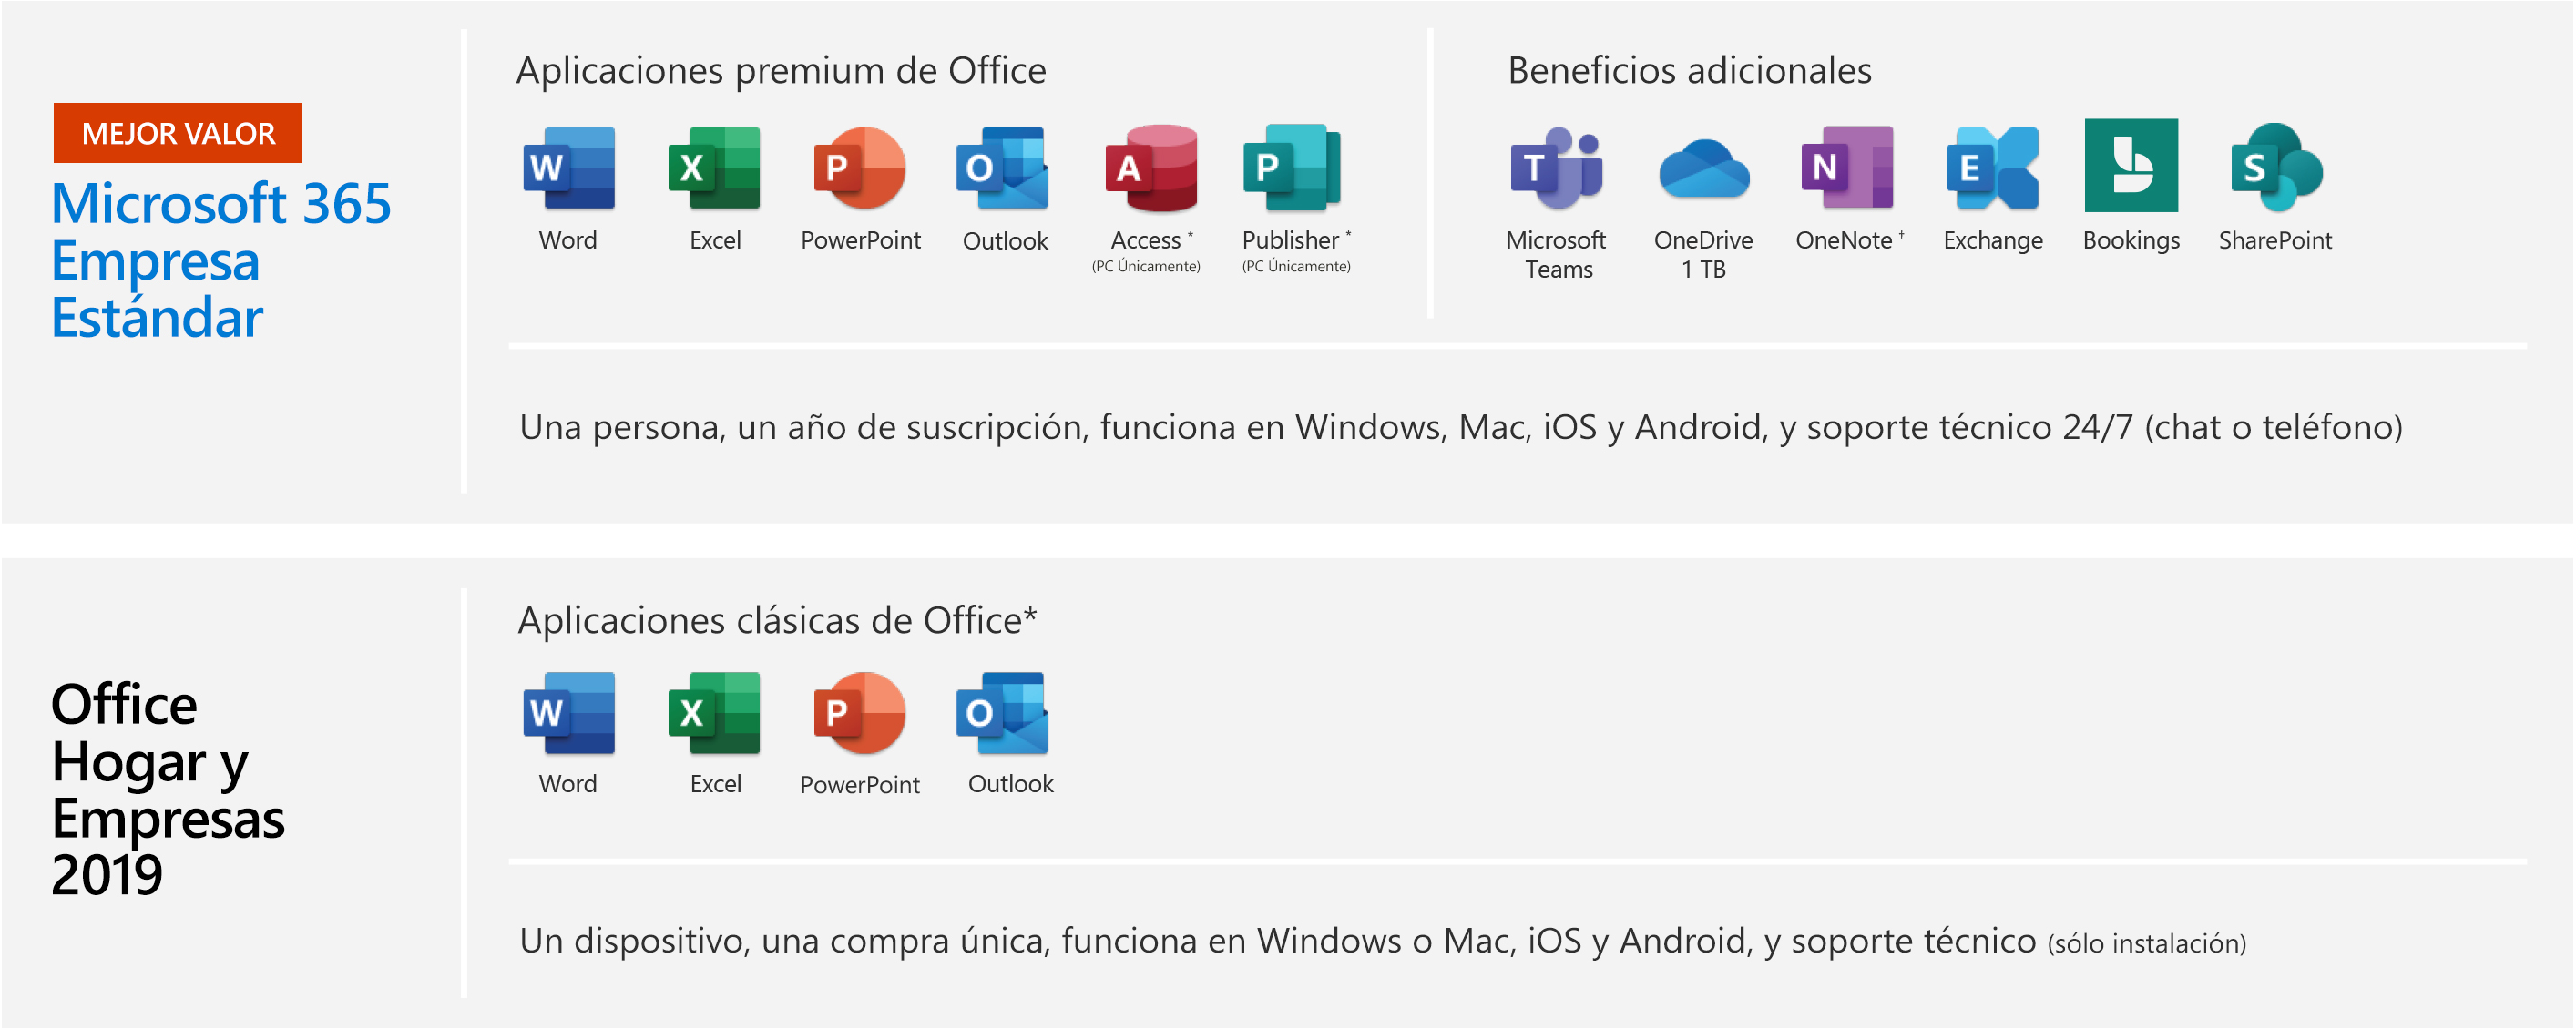 MEJOR VALOR
Microsoft 365
Empresa
Estándar
Aplicaciones premium de Office
W X P O A P
Word Excel PowerPoint Outlook Access * Publisher *
(PC Únicamente) (PC Únicamente)
Beneficios adicionales
T N E S
Microsoft OneDrive OneNote † Exchange Bookings SharePoint
Teams 1 TB
Una persona, un año de suscripción, funciona en Windows, Mac, iOS y Android, y soporte técnico 24/7 (chat o teléfono)
Office
Hogar y
Empresas
2019
Aplicaciones clásicas de Office*
W X P O
Word Excel PowerPoint Outlook
Un dispositivo, una compra única, funciona en Windows o Mac, iOS y Android, y soporte técnico (sólo instalación)